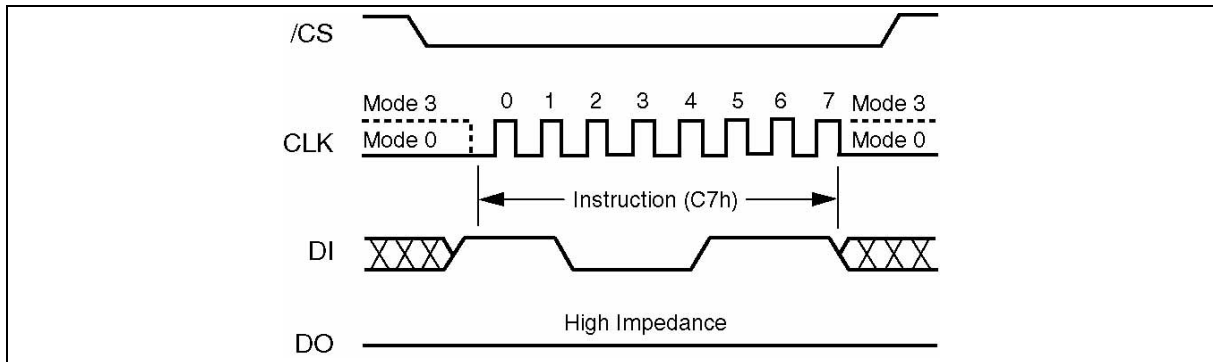 /CS
0 1 2 3 4 5 6 7
Mode 3 Mode 3
CLK
Mode 0 Mode 0
Instruction (C7h)
DI
High Impedance
DO